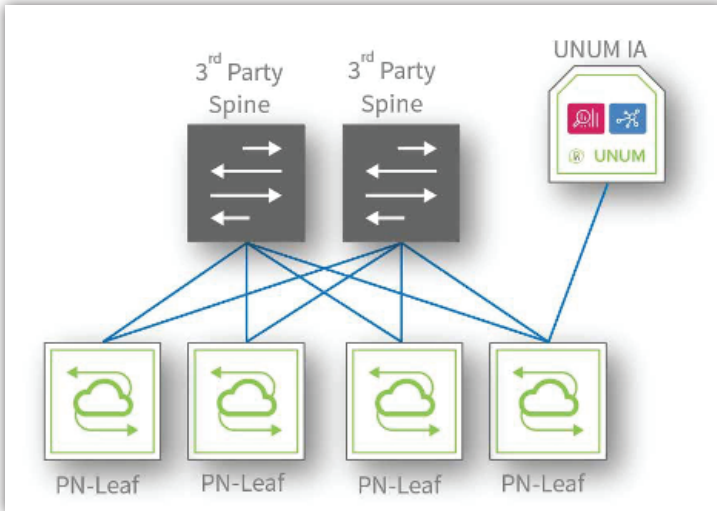 UNUM IA
3rd Party
Spine
3rd Party
Spine
UNUM
PN-Leaf
PN-Leaf
PN-Leaf
PN-Leaf